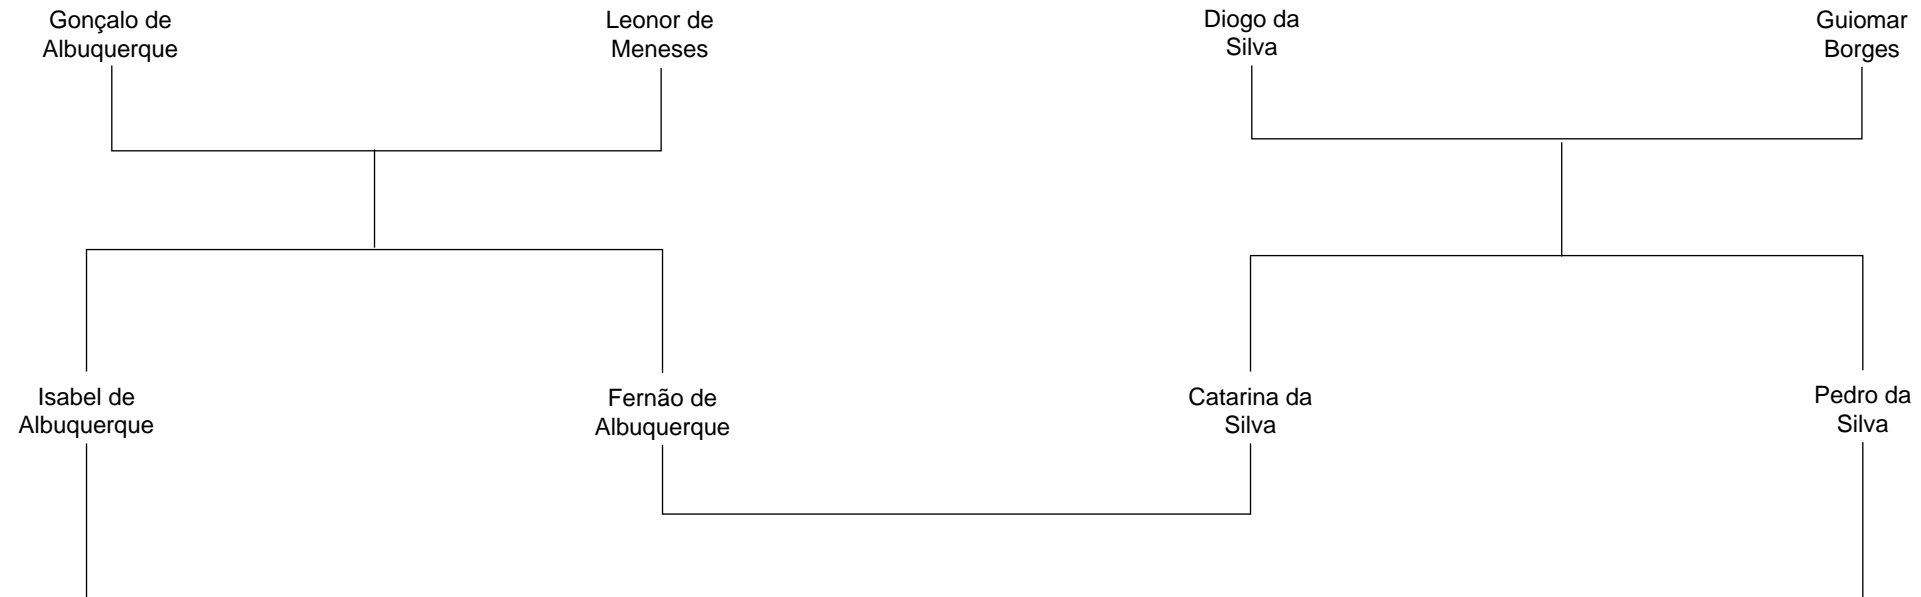 Gonçalo de
Albuquerque
Leonor de
Meneses
Diogo da
Silva
Guiomar
Borges
Isabel de
Albuquerque
Fernão de
Albuquerque
Catarina da
Silva
Pedro da
Silva